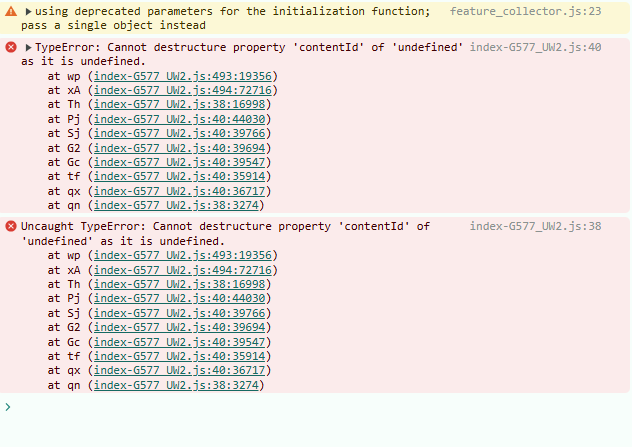 using deprecated parameters for the initialization function; feature_collector.js:23
pass a single object instead
TypeError: Cannot destructure property 'contentId' of 'undefined' index-G577_UW2.js:40
as it is undefined.
at wp (index-G577_UW2.js:493:19356)
at xA (index-G577_UW2.js:494:72716)
at Th (index-G577_UW2.js:38:16998)
at Pj (index-G577_UW2.js:40:44030)
at Sj (index-G577_UW2.js:40:39766)
at G2 (index-G577_UW2.js:40:39694)
at Gc (index-G577_UW2.js:40:39547)
at tf (index-G577_UW2.js:40:35914)
at qx (index-G577_UW2.js:40:36717)
at qn (index-G577_UW2.js:38:3274)
Uncaught TypeError: Cannot destructure property 'contentId' of index-G577_UW2.js:38
'undefined' as it is undefined.
at wp (index-G577_UW2.js:493:19356)
at xA (index-G577_UW2.js:494:72716)
at Th (index-G577_UW2.js:38:16998)
at Pj (index-G577_UW2.js:40:44030)
at Sj (index-G577_UW2.js:40:39766)
at G2 (index-G577_UW2.js:40:39694)
at Gc (index-G577_UW2.js:40:39547)
at tf (index-G577_UW2.js:40:35914)
at qx (index-G577_UW2.js:40:36717)
at qn (index-G577_UW2.js:38:3274)